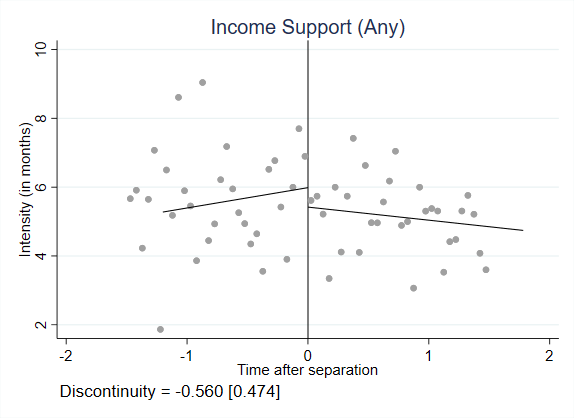 Income Support (Any)
Intensity (in months)
10
8
6
4
2
-2 -1 0 1 2
Time after separation
Discontinuity = -0.560 [0.474]